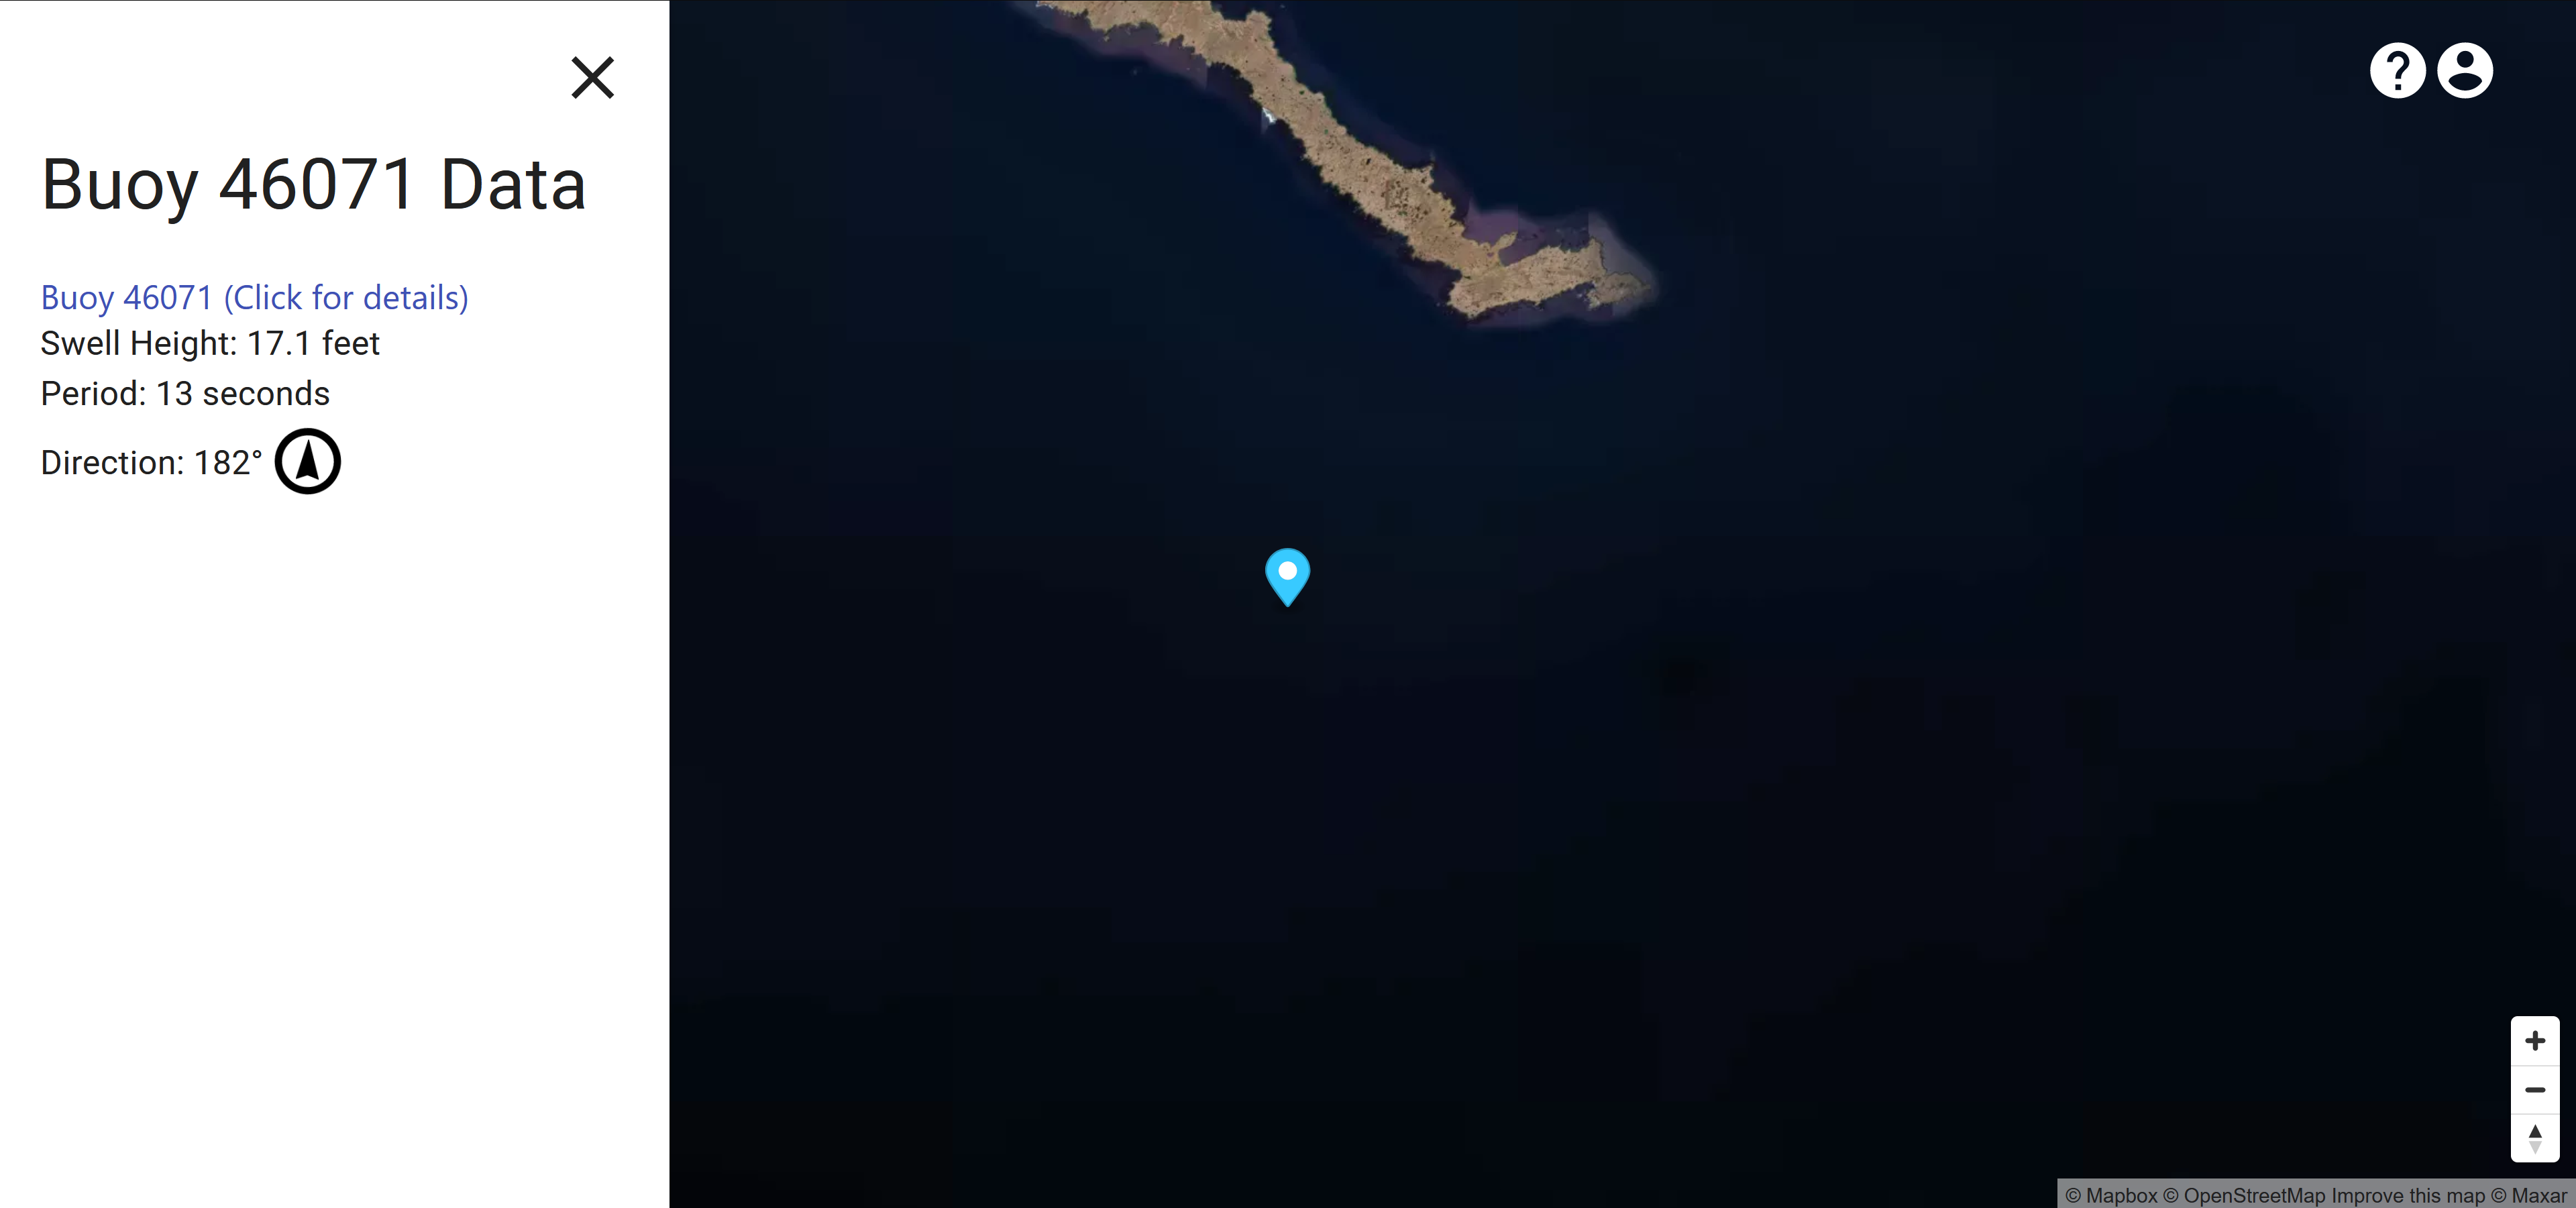 Buoy 46071 Data
Buoy 46071 (Click for details)
Swell Height: 17.1 feet
Period: 13 seconds
Direction: 182°
© Mapbox © OpenStreetMap Improve this map © Maxar